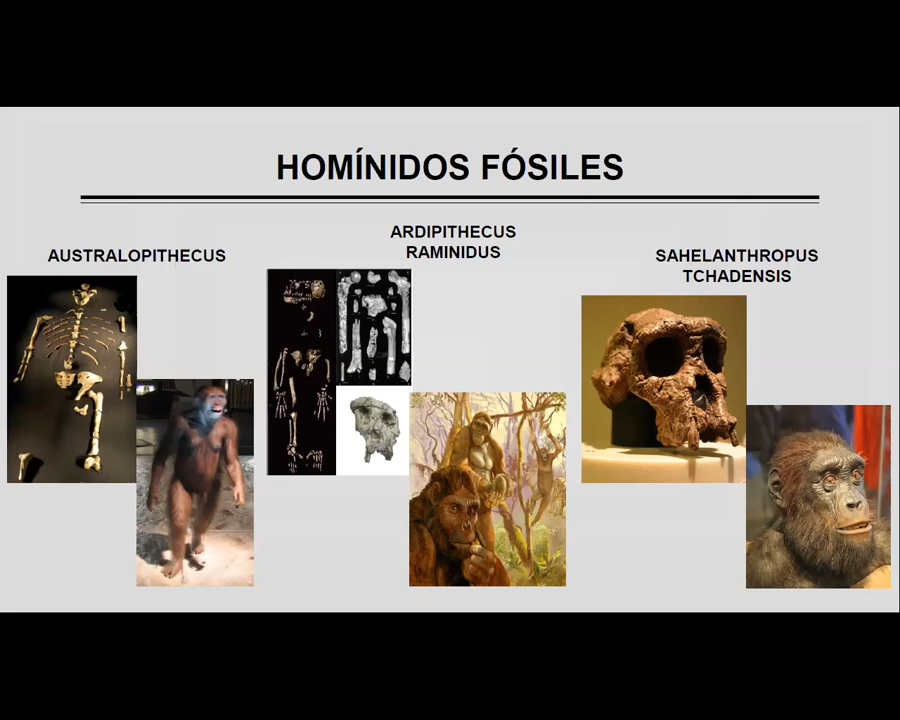 HOMÍNIDOS FÓSILES
AUSTRALOPITHECUS
ARDIPITHECUS
RAMINIDUS
SAHELANTHROPUS
TCHADENSIS